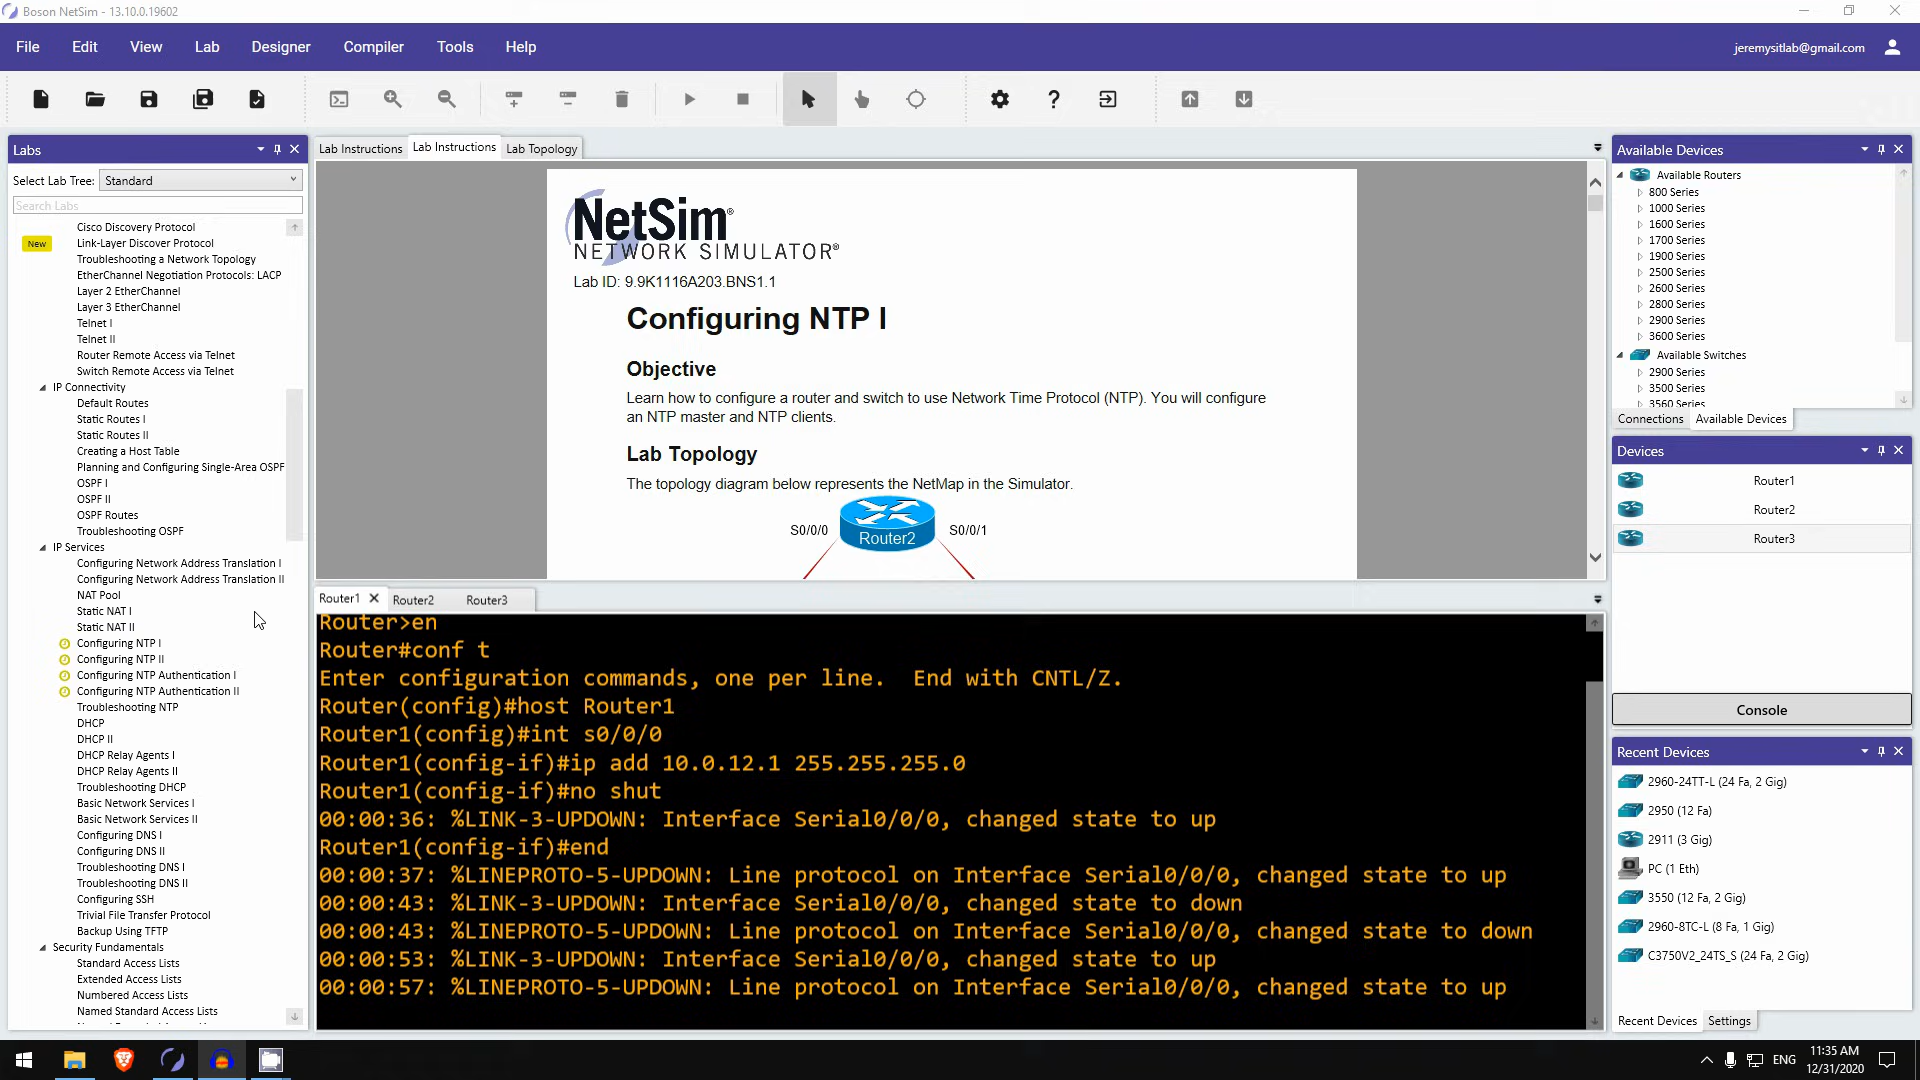 Boson NetSim - 13.10.0.19602
File Edit View Lab Designer Compiler Tools Help
jeremysitlab@gmail.com
Labs
Select Lab Tree: Standard
Search Labs
Cisco Discovery Protocol
New Link-Layer Discover Protocol
Troubleshooting a Network Topology
EtherChannel Negotiation Protocols: LACP
Layer 2 EtherChannel
Layer 3 EtherChannel
Telnet I
Telnet II
Router Remote Access via Telnet
Switch Remote Access via Telnet
IP Connectivity
Default Routes
Static Routes I
Static Routes II
Creating a Host Table
Planning and Configuring Single-Area OSPF
OSPF I
OSPF II
OSPF Routes
Troubleshooting OSPF
IP Services
Configuring Network Address Translation I
Configuring Network Address Translation II
NAT Pool
Static NAT I
Static NAT II
Configuring NTP I
Configuring NTP II
Configuring NTP Authentication I
Configuring NTP Authentication II
Troubleshooting NTP
DHCP
DHCP II
DHCP Relay Agents I
DHCP Relay Agents II
Troubleshooting DHCP
Basic Network Services I
Basic Network Services II
Configuring DNS I
Configuring DNS II
Troubleshooting DNS I
Troubleshooting DNS II
Configuring SSH
Trivial File Transfer Protocol
Backup Using TFTP
Security Fundamentals
Standard Access Lists
Extended Access Lists
Numbered Access Lists
Named Standard Access Lists
Lab Instructions Lab Instructions Lab Topology
NetSim®
NETWORK SIMULATOR®
Lab ID: 9.9K1116A203.BNS1.1
Configuring NTP I
Objective
Learn how to configure a router and switch to use Network Time Protocol (NTP). You will configure
an NTP master and NTP clients.
Lab Topology
The topology diagram below represents the NetMap in the Simulator.
S0/0/0 Router2 S0/0/1
Router1 Router2 Router3
Router>en
Router#conf t
Enter configuration commands, one per line.  End with CNTL/Z.
Router(config)#host Router1
Router1(config)#int s0/0/0
Router1(config-if)#ip add 10.0.12.1 255.255.255.0
Router1(config-if)#no shut
00:00:36: %LINK-3-UPDOWN: Interface Serial0/0/0, changed state to up
Router1(config-if)#end
00:00:37: %LINEPROTO-5-UPDOWN: Line protocol on Interface Serial0/0/0, changed state to up
00:00:43: %LINK-3-UPDOWN: Interface Serial0/0/0, changed state to down
00:00:43: %LINEPROTO-5-UPDOWN: Line protocol on Interface Serial0/0/0, changed state to down
00:00:53: %LINK-3-UPDOWN: Interface Serial0/0/0, changed state to up
00:00:57: %LINEPROTO-5-UPDOWN: Line protocol on Interface Serial0/0/0, changed state to up
Available Devices
Available Routers
800 Series
1000 Series
1600 Series
1700 Series
1900 Series
2500 Series
2600 Series
2800 Series
2900 Series
3600 Series
Available Switches
2900 Series
3500 Series
3560 Series
Connections Available Devices
Devices
Router1
Router2
Router3
Console
Recent Devices
2960-24TT-L (24 Fa, 2 Gig)
2950 (12 Fa)
2911 (3 Gig)
PC (1 Eth)
3550 (12 Fa, 2 Gig)
2960-8TC-L (8 Fa, 1 Gig)
C3750V2_24TS_S (24 Fa, 2 Gig)
Recent Devices Settings
ENG
11:35 AM
12/31/2020